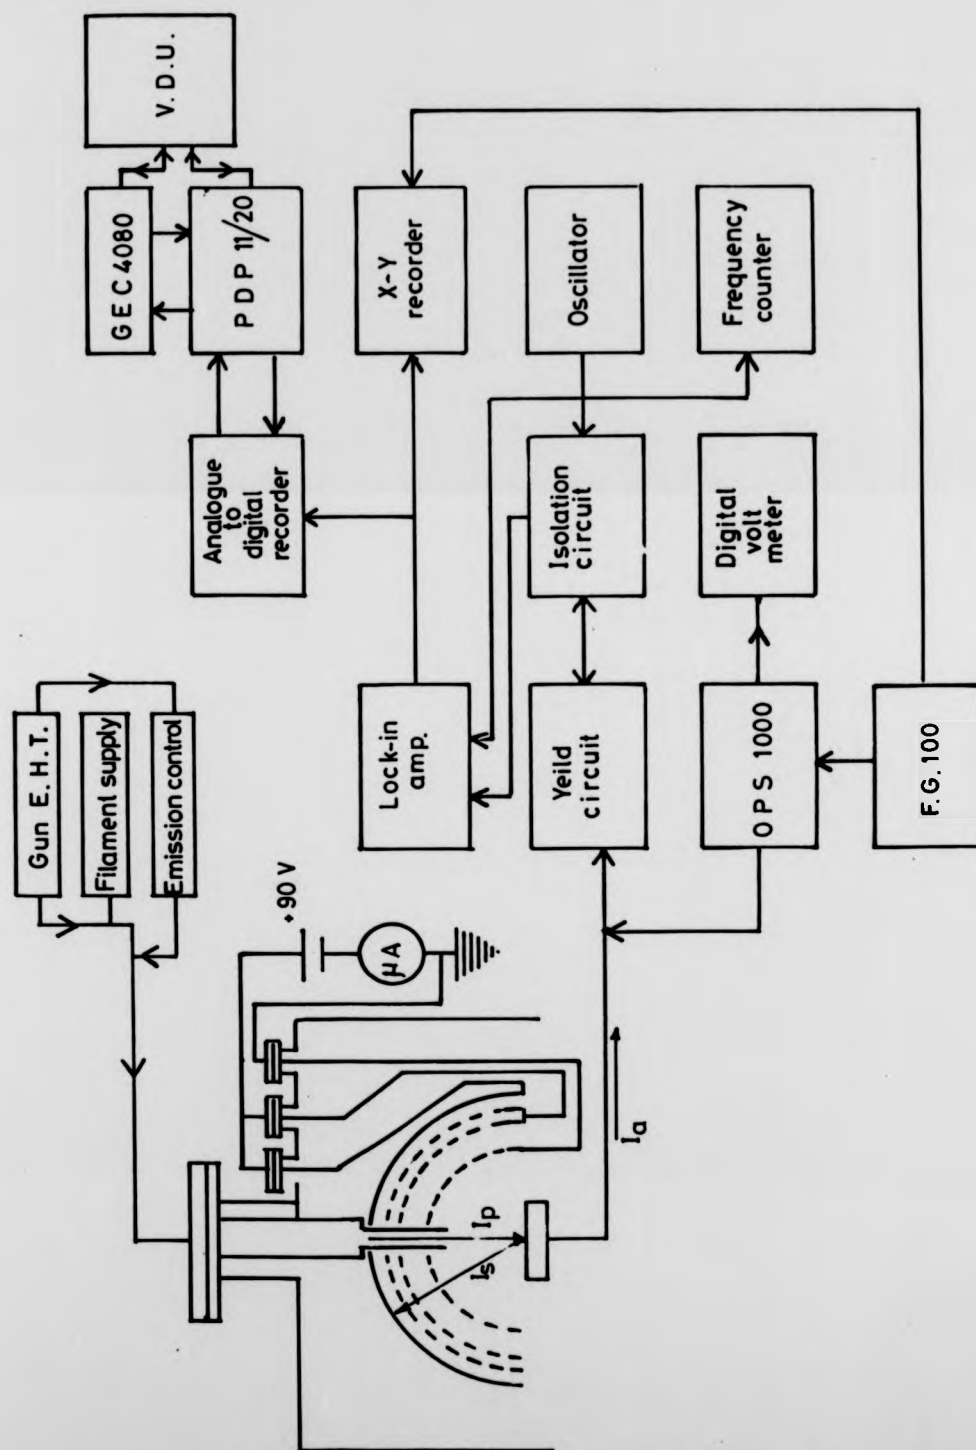 Gun E.H.T.
Filament supply
Emission control
+90 V
μA
Ip
Is
Ia
GEC 4080
V. D. U.
PDP 11/20
Analogue
to
digital
recorder
Lock-in
amp.
X-Y
recorder
Yeild
circuit
Isolation
circuit
Oscillator
OPS 1000
Digital
volt
meter
Frequency
counter
F.G. 100